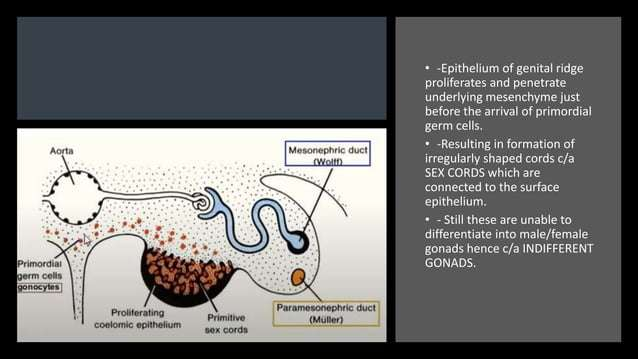 Aorta
Mesonephric duct
(Wolff)
Primordial
germ cells
gonocytes
Proliferating
coelomic epithelium
Primitive
sex cords
Paramesonephric duct
(Müller)
• -Epithelium of genital ridge
proliferates and penetrate
underlying mesenchyme just
before the arrival of primordial
germ cells.
• -Resulting in formation of
irregularly shaped cords c/a
SEX CORDS which are
connected to the surface
epithelium.
• - Still these are unable to
differentiate into male/female
gonads hence c/a INDIFFERENT
GONADS.